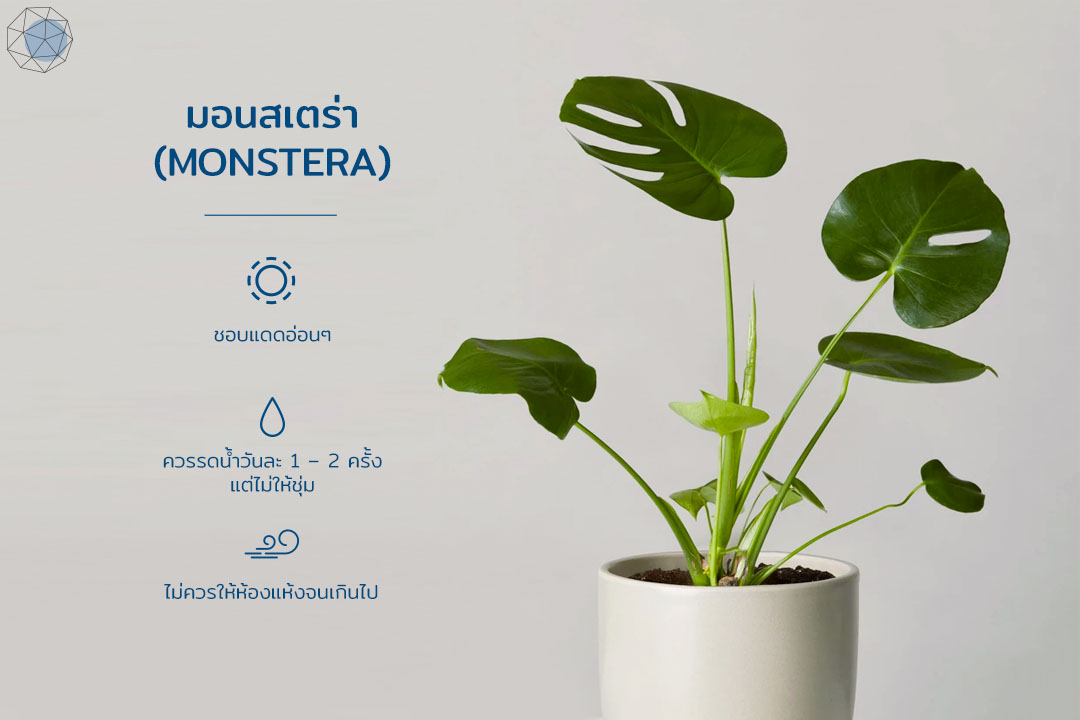 มอนสเตร่า
(MONSTERA)
ชอบแดดอ่อนๆ
ควรรดน้ำวันละ 1 – 2 ครั้ง
แต่ไม่ให้ชุ่ม
ไม่ควรให้ห้องแห้งจนเกินไป